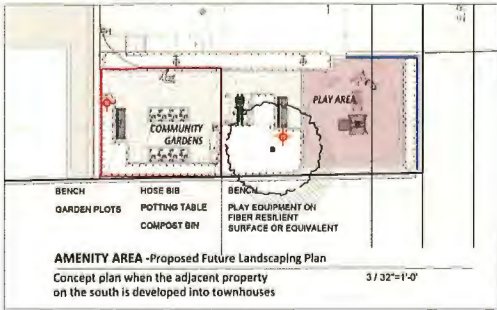 PLAY AREA
COMMUNITY
GARDENS
BENCH HOSE BIB BENCH
GARDEN PLOTS POTTING TABLE PLAY EQUIPMENT ON
FIBER RESILIENT
COMPOST BIN SURFACE OR EQUIVALENT
AMENITY AREA -Proposed Future Landscaping Plan
Concept plan when the adjacent property 3 / 32"=1'-0'
on the south is developed into townhouses